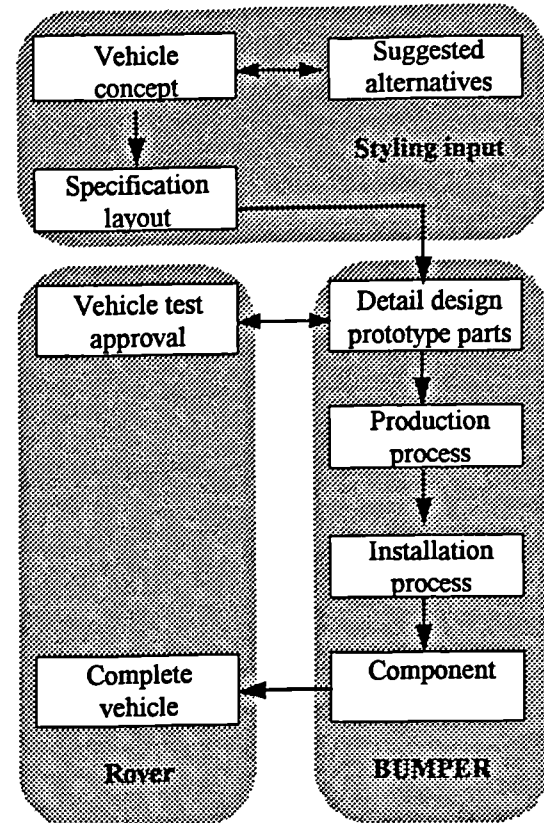 Vehicle
concept
Suggested
alternatives
Styling input
Specification
layout
Vehicle test
approval
Detail design
prototype parts
Production
process
Installation
process
Complete
vehicle
Component
Rover
BUMPER